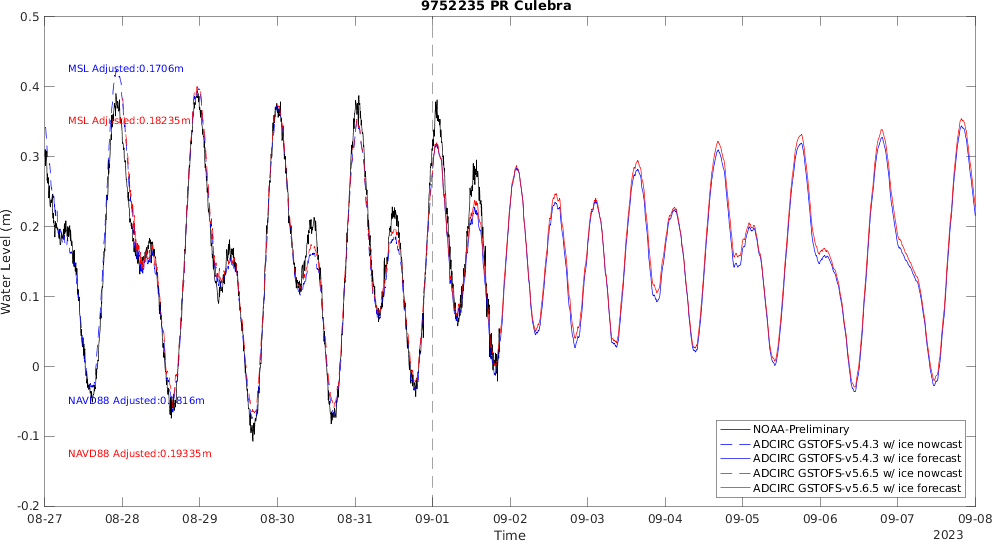 9752235 PR Culebra
0.5
0.4
0.3
0.2
0.1
0
-0.1
-0.2
Water Level (m)
MSL Adjusted:0.1706m
MSL Adjusted:0.18235m
NAVD88 Adjusted:0.1816m
NAVD88 Adjusted:0.19335m
NOAA-Preliminary
ADCIRC GSTOFS-v5.4.3 w/ ice nowcast
ADCIRC GSTOFS-v5.4.3 w/ ice forecast
ADCIRC GSTOFS-v5.6.5 w/ ice nowcast
ADCIRC GSTOFS-v5.6.5 w/ ice forecast
08-27 08-28 08-29 08-30 08-31 09-01 09-02 09-03 09-04 09-05 09-06 09-07 09-08
Time
2023